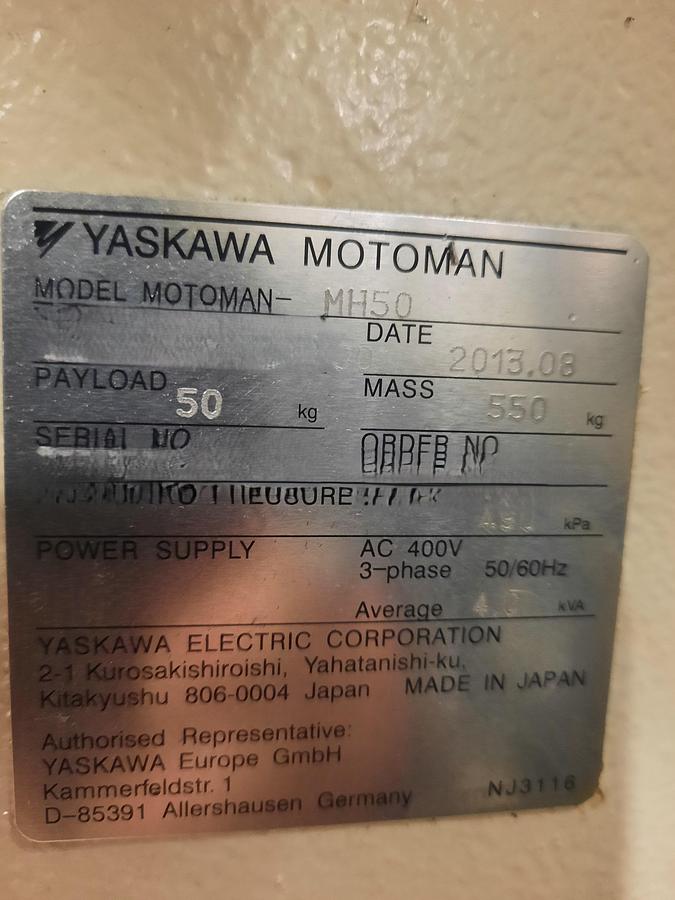 YASKAWA MOTOMAN
MODEL MOTOMAN- MH50
DATE 2013.08
PAYLOAD 50 kg
MASS 550 kg
SERIAL NO
ORDER NO
kPa
POWER SUPPLY AC 400V
3-phase 50/60Hz
Average kVA
YASKAWA ELECTRIC CORPORATION
2-1 Kurosakishiroishi, Yahatanishi-ku,
Kitakyushu 806-0004 Japan MADE IN JAPAN
Authorised Representative:
YASKAWA Europe GmbH
Kammerfeldstr. 1
D-85391 Allershausen Germany
NJ3116